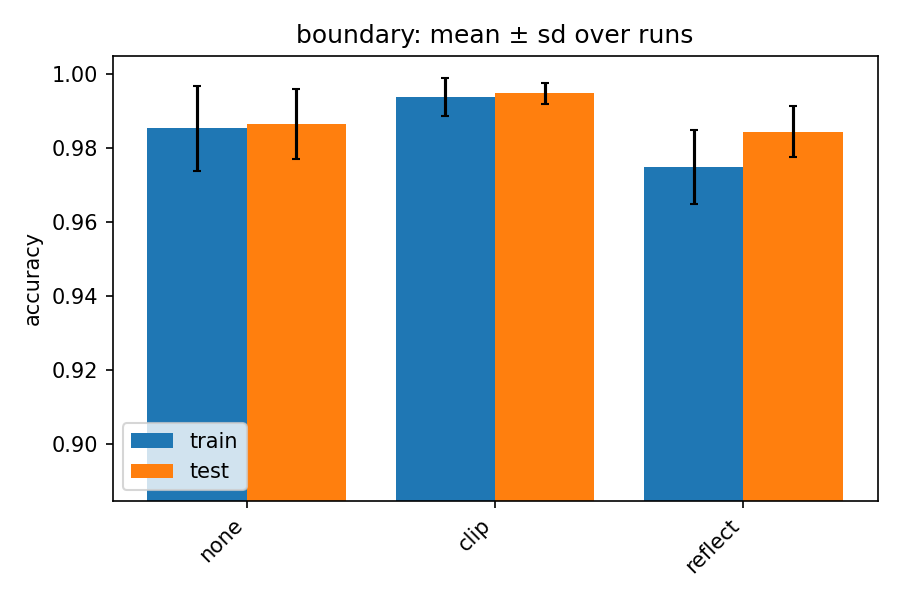 boundary: mean ± sd over runs
accuracy
1.00
0.98
0.96
0.94
0.92
0.90
train
test
none
clip
reflect